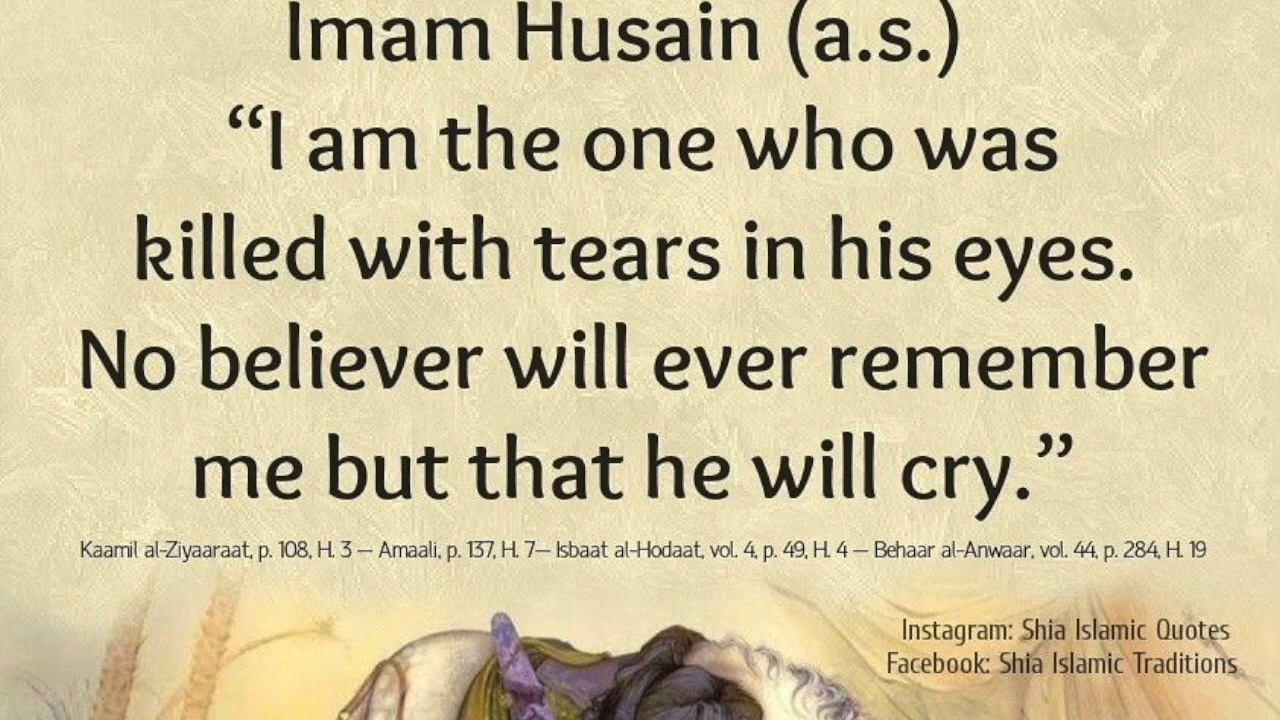 Imam Husain (a.s.)
“I am the one who was
killed with tears in his eyes.
No believer will ever remember
me but that he will cry.”
Kaamil al-Ziyaaraat, p. 108, H. 3 – Amaali, p. 137, H. 7– Isbaat al-Hodaat, vol. 4, p. 49, H. 4 – Behaar al-Anwaar, vol. 44, p. 284, H. 19
Instagram: Shia Islamic Quotes
Facebook: Shia Islamic Traditions